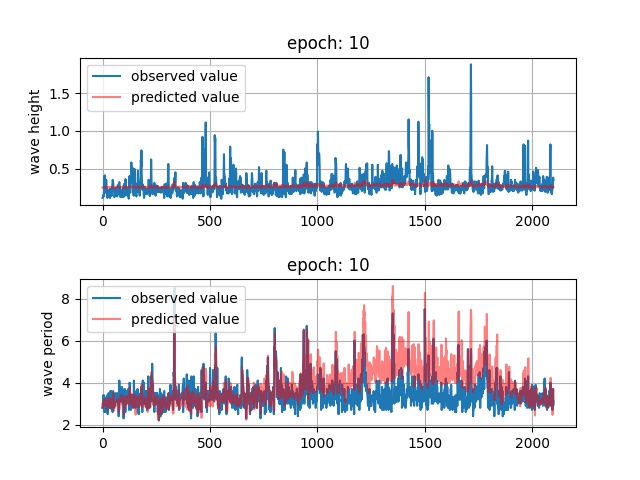 epoch: 10
wave height
1.5
1.0
0.5
observed value
predicted value
0 500 1000 1500 2000
epoch: 10
wave period
8
6
4
2
observed value
predicted value
0 500 1000 1500 2000